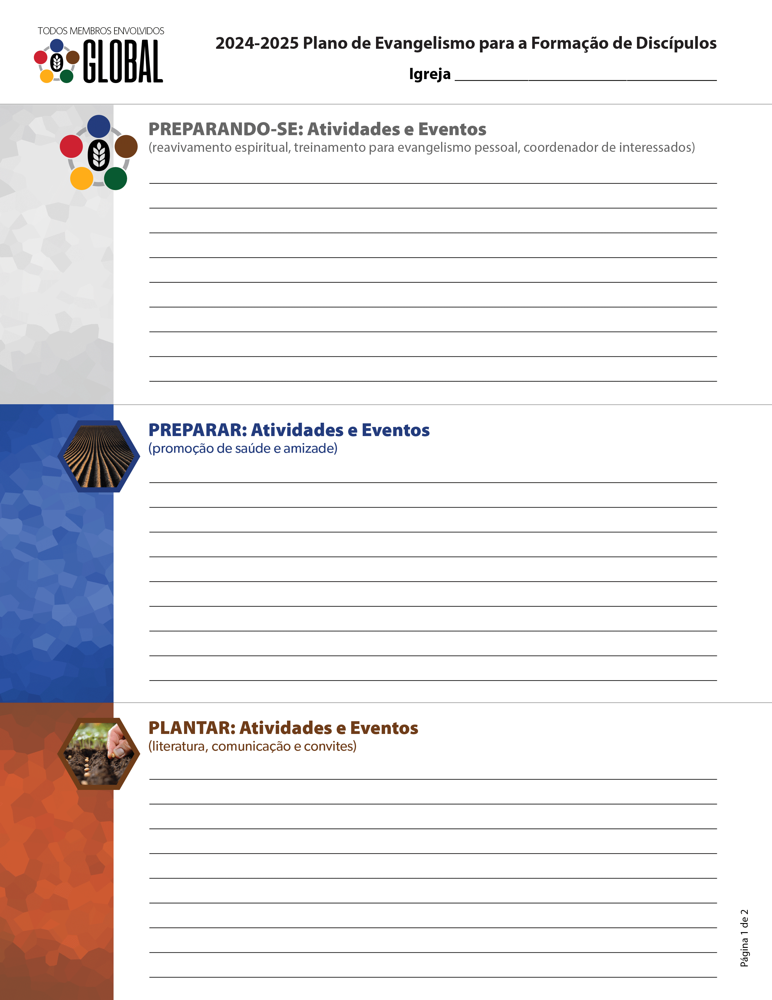 TODOS MEMBROS ENVOLVIDOS
GLOBAL
2024-2025 Plano de Evangelismo para a Formação de Discípulos
Igreja
PREPARANDO-SE: Atividades e Eventos
(reavivamento espiritual, treinamento para evangelismo pessoal, coordenador de interessados)
PREPARAR: Atividades e Eventos
(promoção de saúde e amizade)
PLANTAR: Atividades e Eventos
(literatura, comunicação e convites)
Página 1 de 2